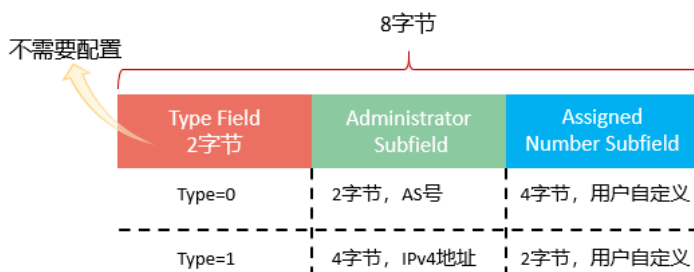 8字节
不需要配置
Type Field
2字节
Administrator
Subfield
Assigned
Number Subfield
Type=0
2字节，AS号
4字节，用户自定义
Type=1
4字节，IPv4地址
2字节，用户自定义